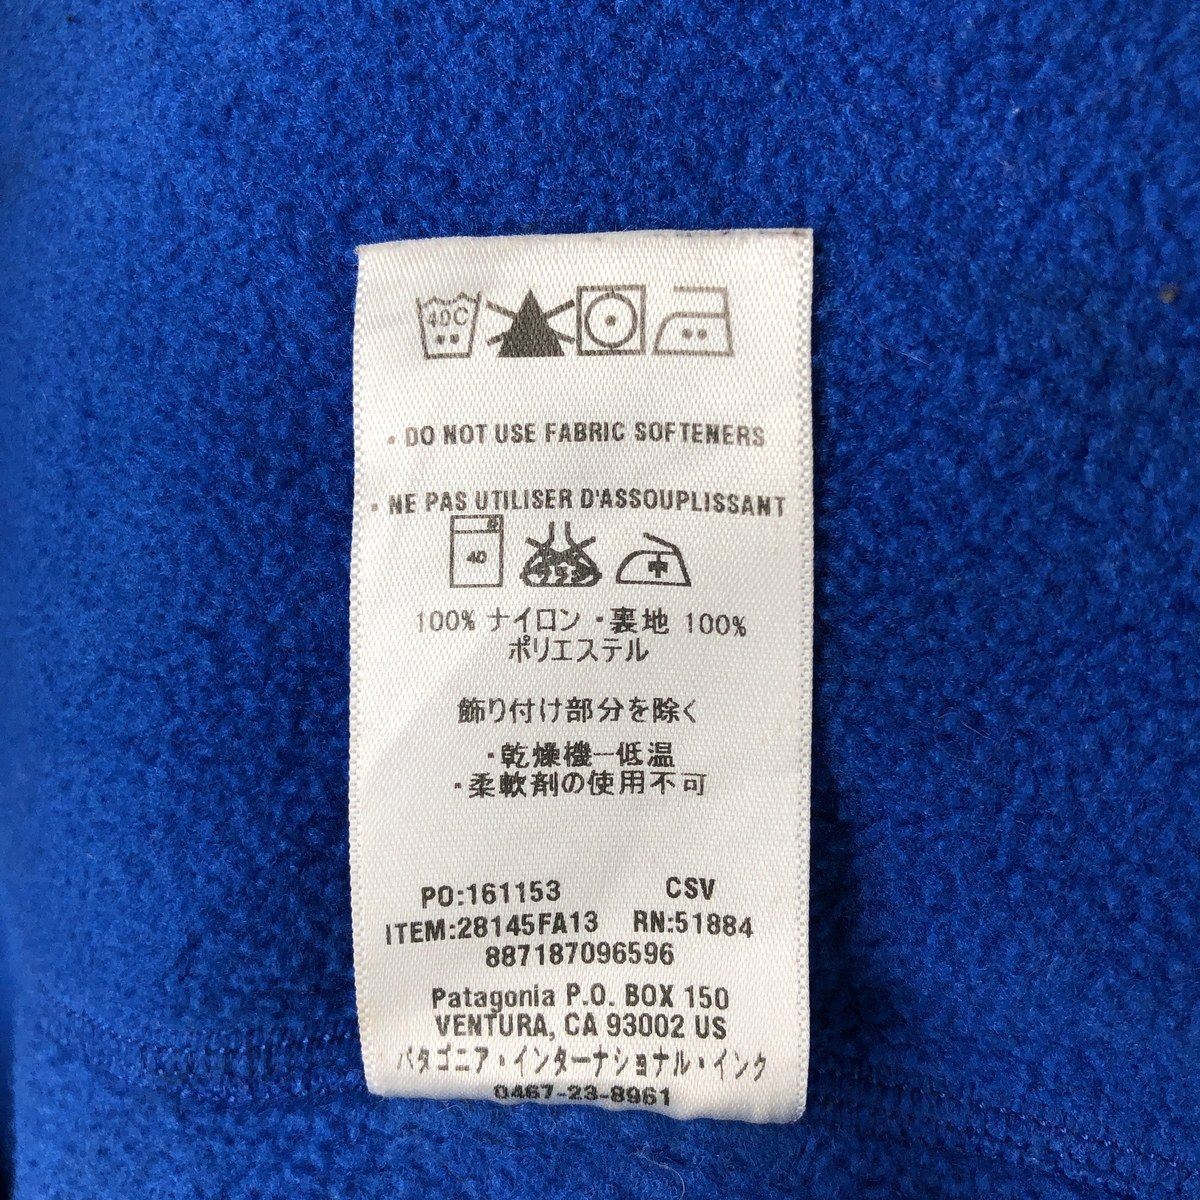 40C
• DO NOT USE FABRIC SOFTENERS
• NE PAS UTILISER D'ASSOUPLISSANT
40 中
100% ナイロン・裏地 100%
ポリエステル
飾り付け部分を除く
・乾燥機ー低温
・柔軟剤の使用不可
PO:161153 CSV
ITEM:28145FA13 RN:51884
887187096596
Patagonia P.O. BOX 150
VENTURA, CA 93002 US
パタゴニア・インターナショナル・インク
0467-23-8961